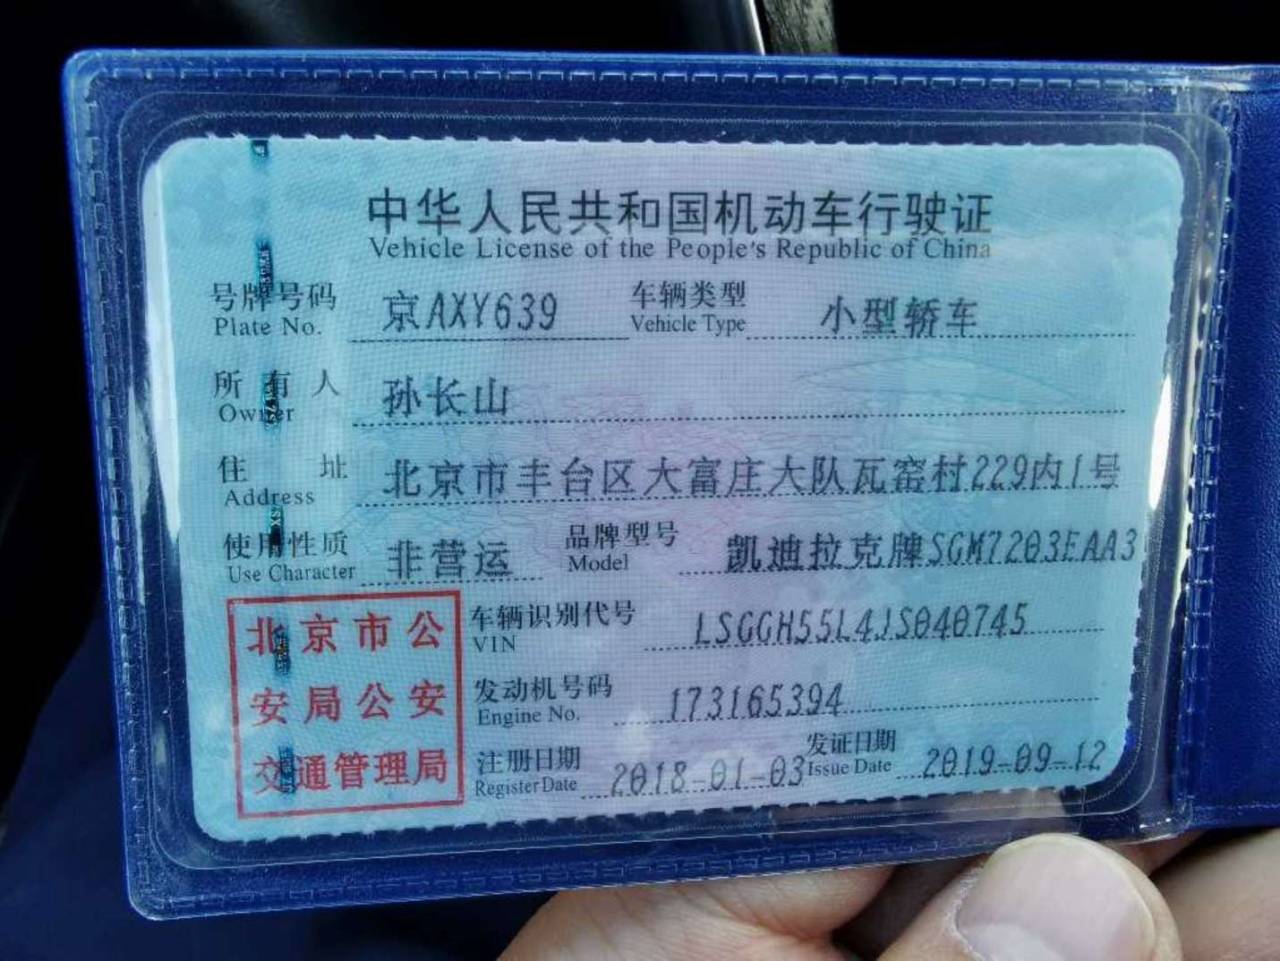 中华人民共和国机动车行驶证
Vehicle License of the People's Republic of China
号牌号码 京AXY639 车辆类型 小型轿车
Plate No. Vehicle Type
所有人 孙长山
Owner
住址 北京市丰台区大富庄大队瓦窑村229内1号
Address
使用性质 非营运 品牌型号 凯迪拉克牌SGM7203EAA3
Use Character Model
北京市公
安局公安
交通管理局
车辆识别代号 LSGGH55L4JS040745
VIN
发动机号码 173165394
Engine No.
注册日期 2018-01-03 发证日期 2019-09-12
Register Date Issue Date